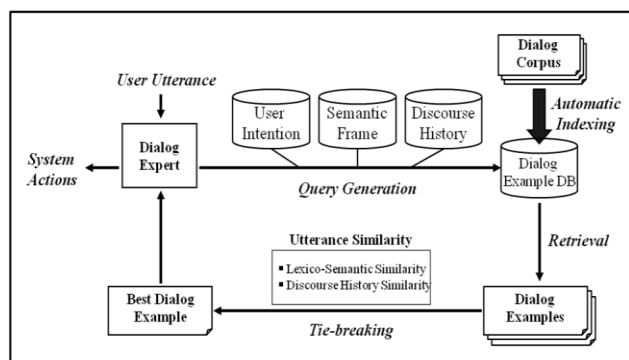 Dialog
Corpus
User Utterance
User
Intention
Semantic
Frame
Discourse
History
Automatic
Indexing
System
Actions
Dialog
Expert
Query Generation
Dialog
Example DB
Utterance Similarity
Retrieval
▪ Lexico-Semantic Similarity
▪ Discourse History Similarity
Best Dialog
Example
Tie-breaking
Dialog
Examples